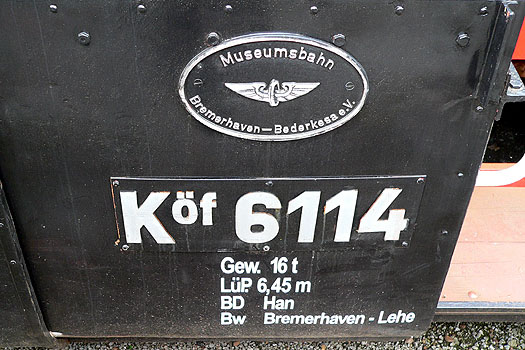 Museumsbahn
Bremerhaven-Bederkesa e.V.
Köf 6114
Gew. 16 t
LüP. 6,45 m
BD Han
Bw Bremerhaven - Lehe